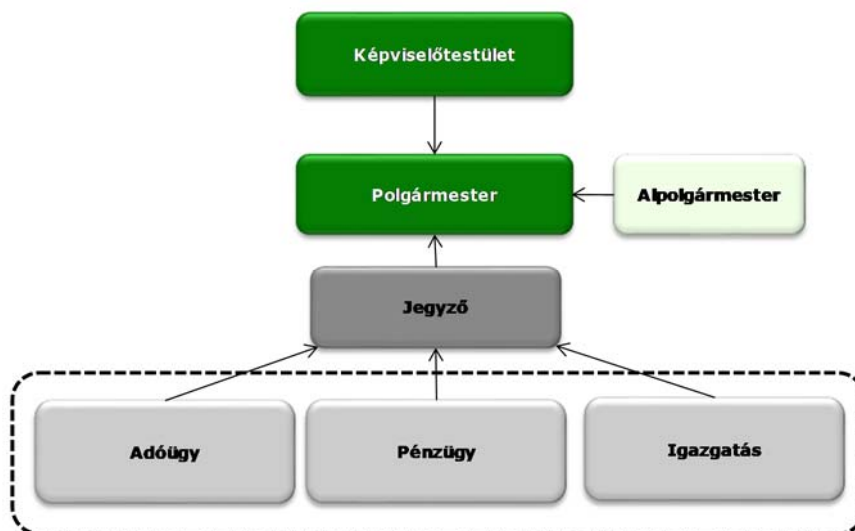 Képviselőtestület
Polgármester
Alpolgármester
Jegyző
Adóügy
Pénzügy
Igazgatás